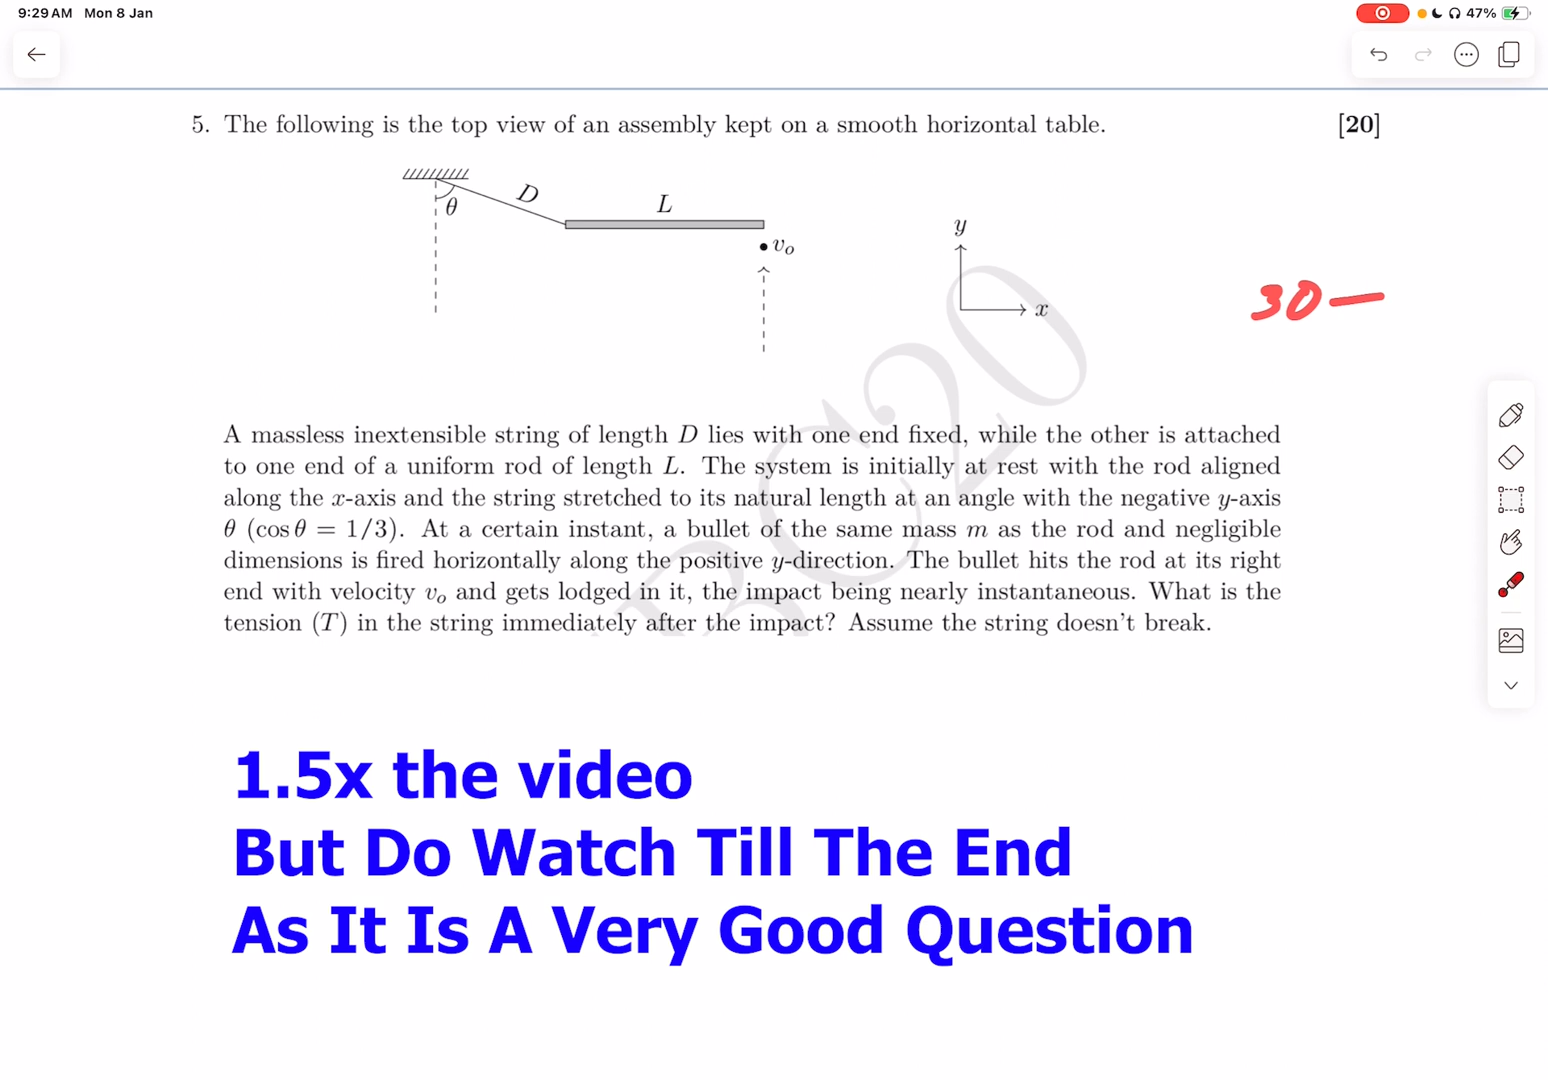 9:29 AM Mon 8 Jan
47%
5. The following is the top view of an assembly kept on a smooth horizontal table. [20]
D
θ
L
v₀
y
x
30—
A massless inextensible string of length D lies with one end fixed, while the other is attached
to one end of a uniform rod of length L. The system is initially at rest with the rod aligned
along the x-axis and the string stretched to its natural length at an angle with the negative y-axis
θ (cos θ = 1/3). At a certain instant, a bullet of the same mass m as the rod and negligible
dimensions is fired horizontally along the positive y-direction. The bullet hits the rod at its right
end with velocity v₀ and gets lodged in it, the impact being nearly instantaneous. What is the
tension (T) in the string immediately after the impact? Assume the string doesn't break.
1.5x the video
But Do Watch Till The End
As It Is A Very Good Question